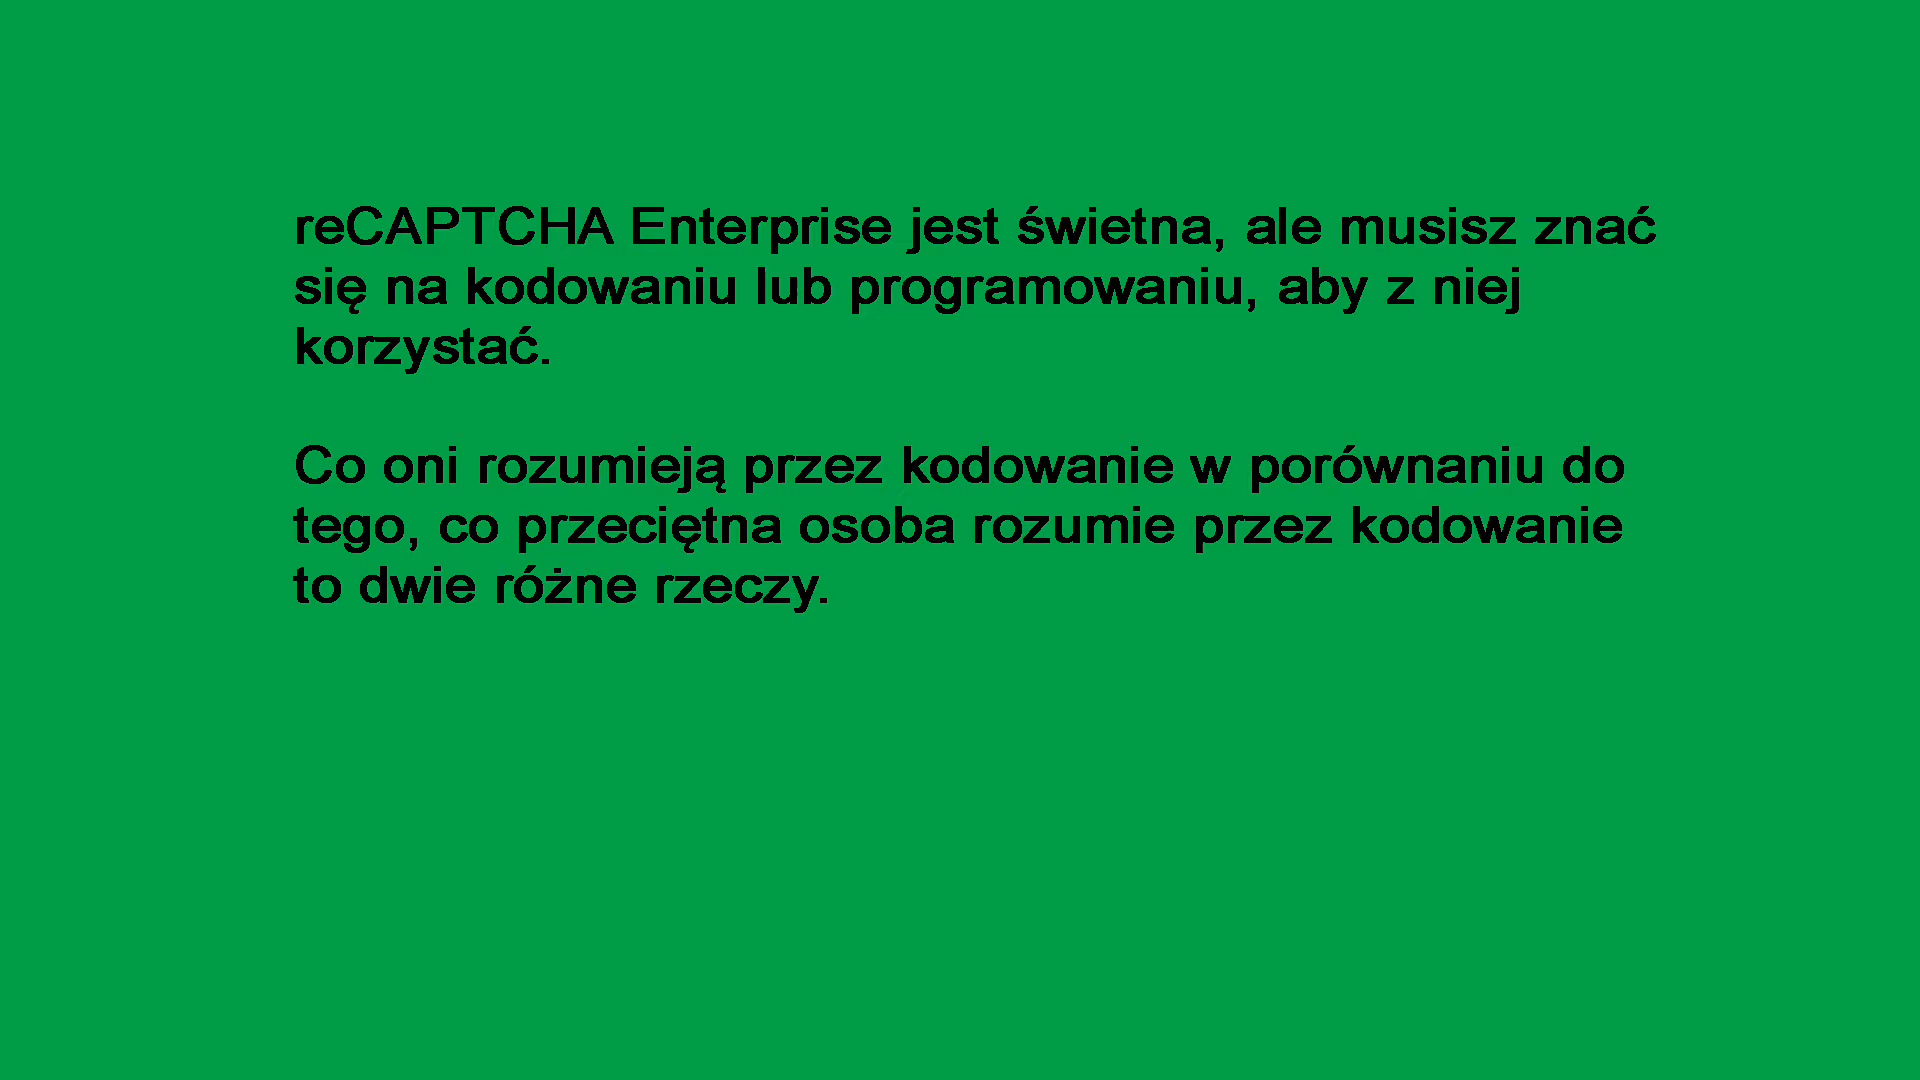 reCAPTCHA Enterprise jest świetna, ale musisz znać
się na kodowaniu lub programowaniu, aby z niej
korzystać.
Co oni rozumieją przez kodowanie w porównaniu do
tego, co przeciętna osoba rozumie przez kodowanie
to dwie różne rzeczy.